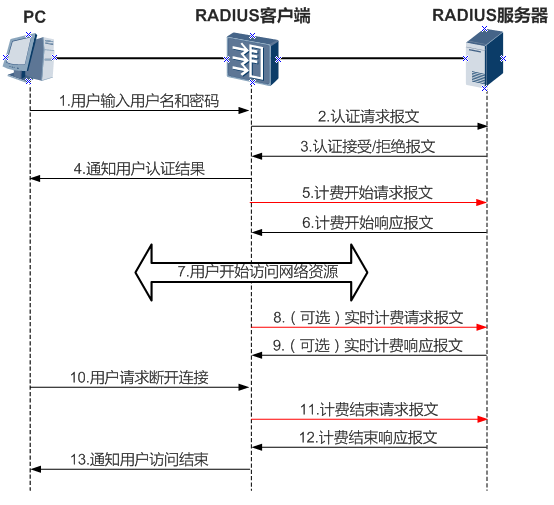 PC
RADIUS客户端
RADIUS服务器
1.用户输入用户名和密码
2.认证请求报文
3.认证接受/拒绝报文
4.通知用户认证结果
5.计费开始请求报文
6.计费开始响应报文
7.用户开始访问网络资源
8.（可选）实时计费请求报文
9.（可选）实时计费响应报文
10.用户请求断开连接
11.计费结束请求报文
12.计费结束响应报文
13.通知用户访问结束